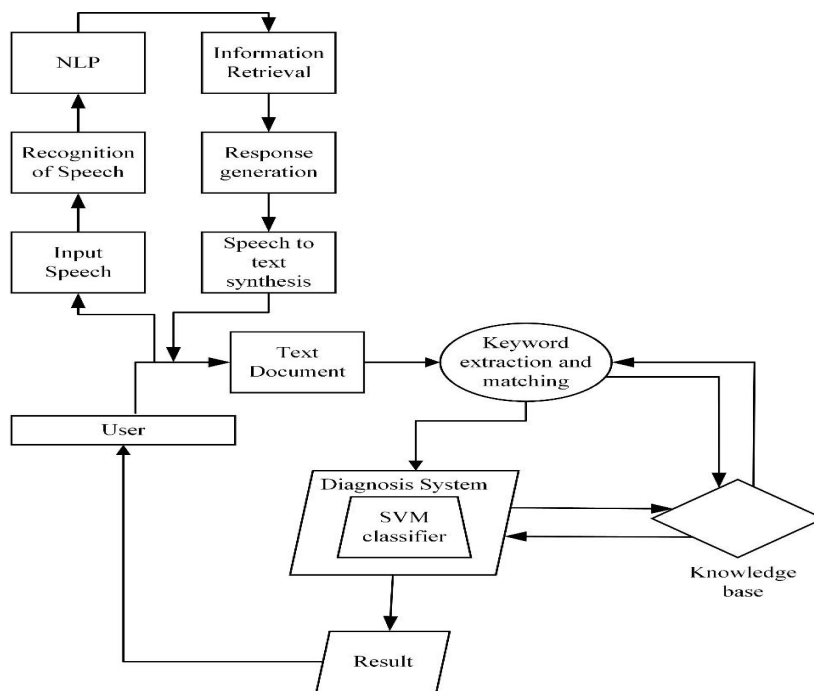 NLP
Information
Retrieval
Recognition
of Speech
Response
generation
Input
Speech
Speech to
text
synthesis
Text
Document
Keyword
extraction and
matching
User
Diagnosis System
SVM
classifier
Knowledge
base
Result